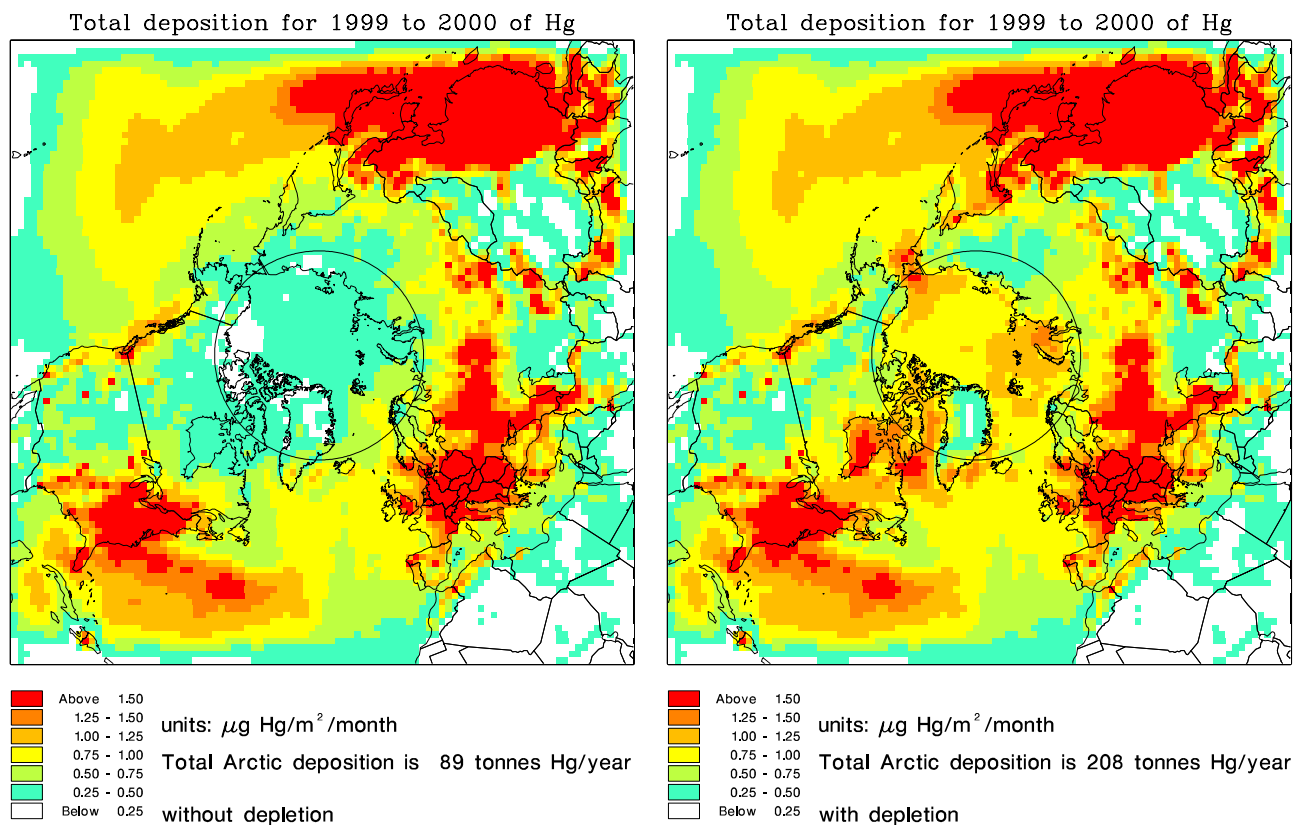 Total deposition for 1999 to 2000 of Hg
Above 1.50
1.25 - 1.50
1.00 - 1.25
0.75 - 1.00
0.50 - 0.75
0.25 - 0.50
Below 0.25
units: μg Hg/m²/month
Total Arctic deposition is 89 tonnes Hg/year
without depletion
Total deposition for 1999 to 2000 of Hg
Above 1.50
1.25 - 1.50
1.00 - 1.25
0.75 - 1.00
0.50 - 0.75
0.25 - 0.50
Below 0.25
units: μg Hg/m²/month
Total Arctic deposition is 208 tonnes Hg/year
with depletion